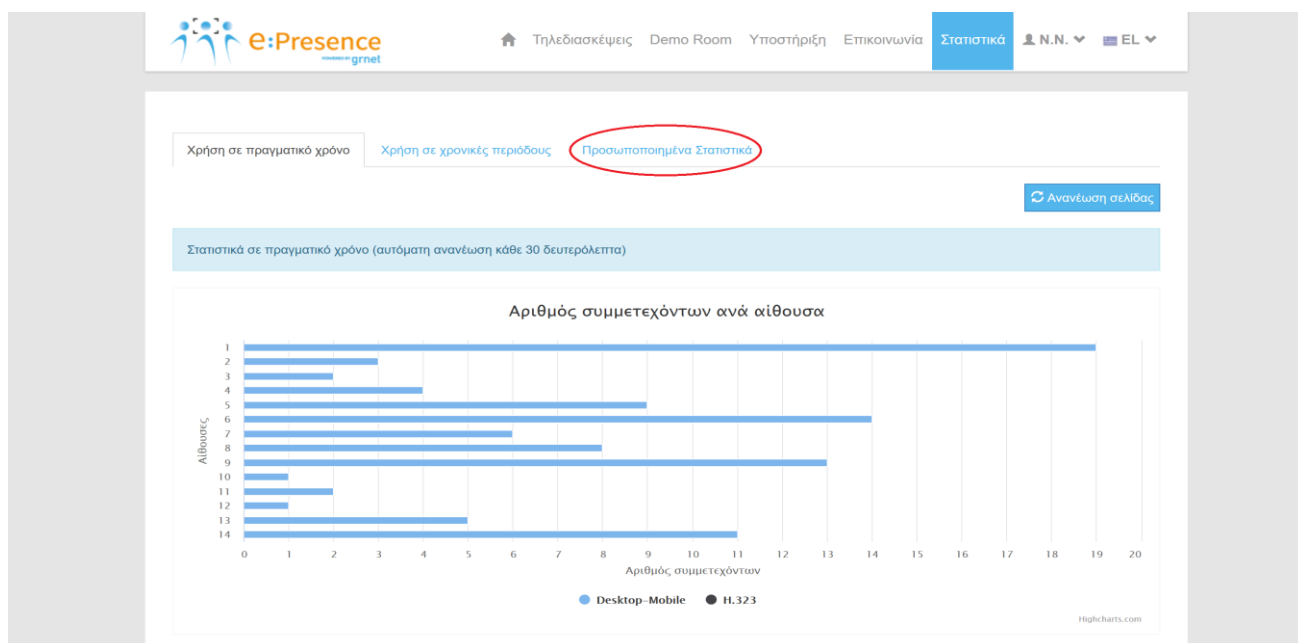 e:Presence
POWERED BY grnet
Τηλεδιασκέψεις Demo Room Υποστήριξη Επικοινωνία Στατιστικά N.N. EL
Χρήση σε πραγματικό χρόνο Χρήση σε χρονικές περιόδους Προσωποποιημένα Στατιστικά
Ανανέωση σελίδας
Στατιστικά σε πραγματικό χρόνο (αυτόματη ανανέωση κάθε 30 δευτερόλεπτα)
Αριθμός συμμετεχόντων ανά αίθουσα
Αίθουσες
1
2
3
4
5
6
7
8
9
10
11
12
13
14
0 1 2 3 4 5 6 7 8 9 10 11 12 13 14 15 16 17 18 19 20
Αριθμός συμμετεχόντων
Desktop-Mobile H.323
Highcharts.com